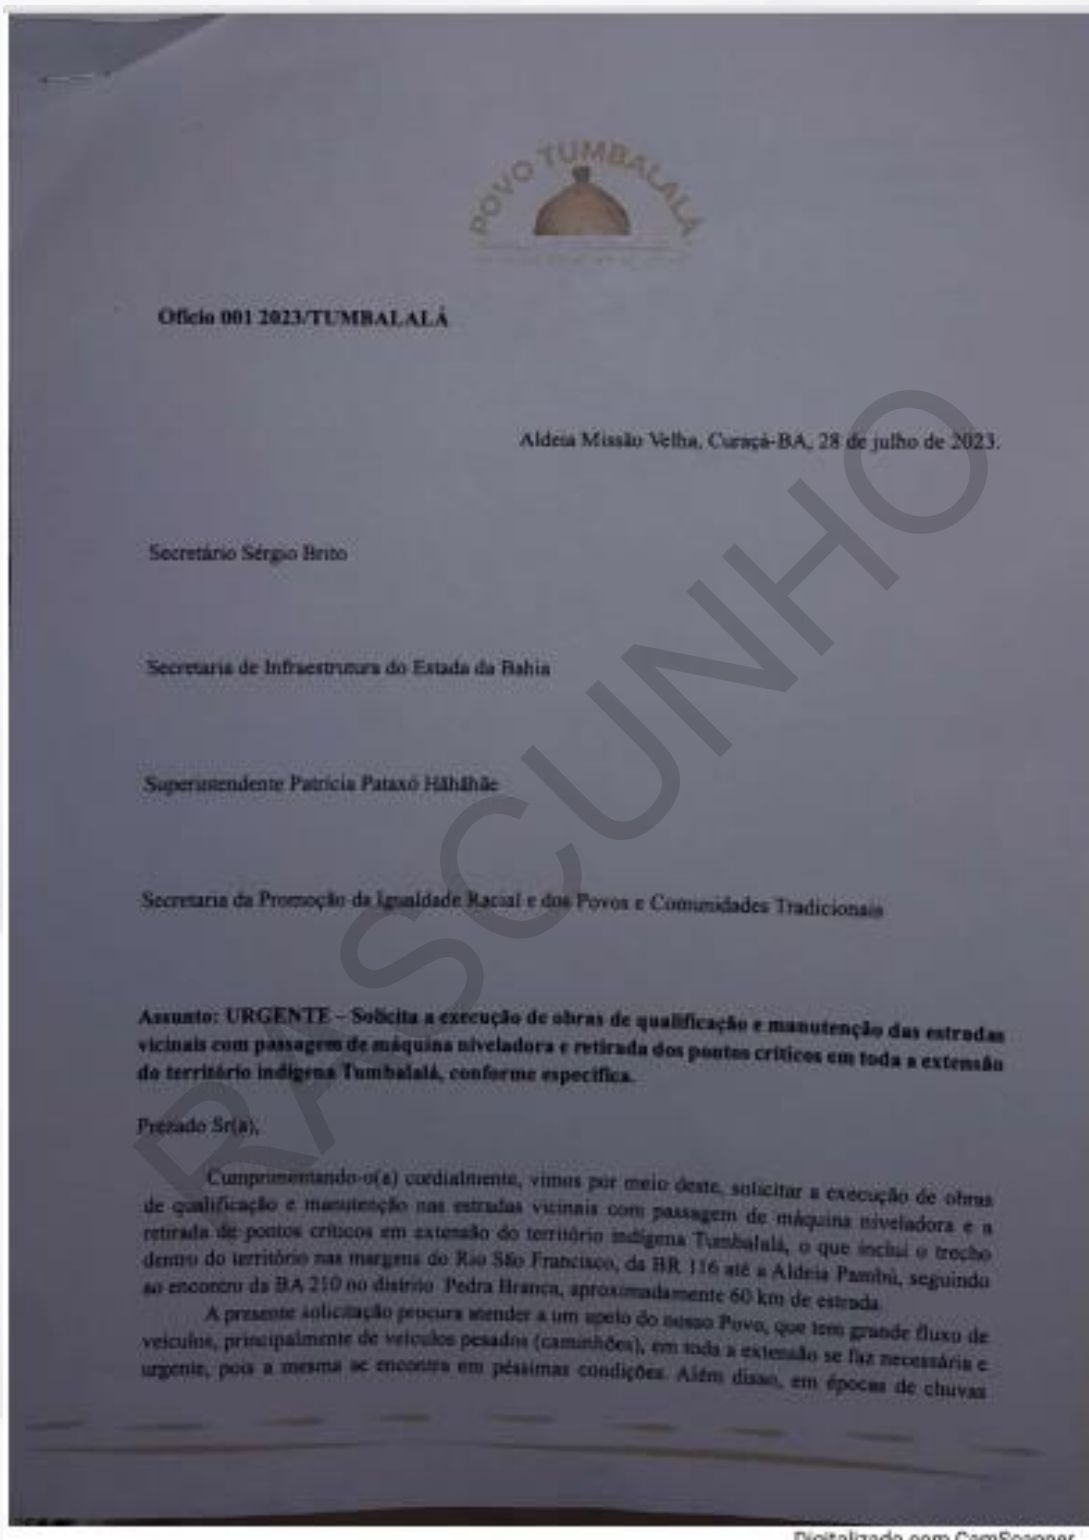 POVO TUMBALALÁ
Ofício 001 2023/TUMBALALÁ
Aldeia Missão Velha, Curaçá-BA, 28 de julho de 2023.
Secretário Sérgio Brito
Secretaria de Infraestrutura do Estada da Bahia
Superintendente Patrícia Pataxó Hãhãhãe
Secretaria da Promoção da Igualdade Racial e dos Povos e Comunidades Tradicionais
Assunto: URGENTE – Solicita a execução de obras de qualificação e manutenção das estradas
vicinais com passagem de máquina niveladora e retirada dos pontos críticos em toda a extensão
do território indígena Tumbalalá, conforme especifica.
Prezado Sr(a),
Cumprimentando-o(a) cordialmente, vimos por meio deste, solicitar a execução de obras
de qualificação e manutenção nas estradas vicinais com passagem de máquina niveladora e a
retirada de pontos críticos em extensão do território indígena Tumbalalá, o que inclui o trecho
dentro do território nas margens do Rio São Francisco, da BR 116 até a Aldeia Pambú, seguindo
ao encontro da BA 210 no distrito Pedra Branca, aproximadamente 60 km de estrada.
A presente solicitação procura atender a um apelo do nosso Povo, que tem grande fluxo de
veículos, principalmente de veículos pesados (caminhões), em toda a extensão se faz necessária e
urgente, pois a mesma se encontra em péssimas condições. Além disso, em épocas de chuvas
RASCUNHO
Digitalizado com CamScanner